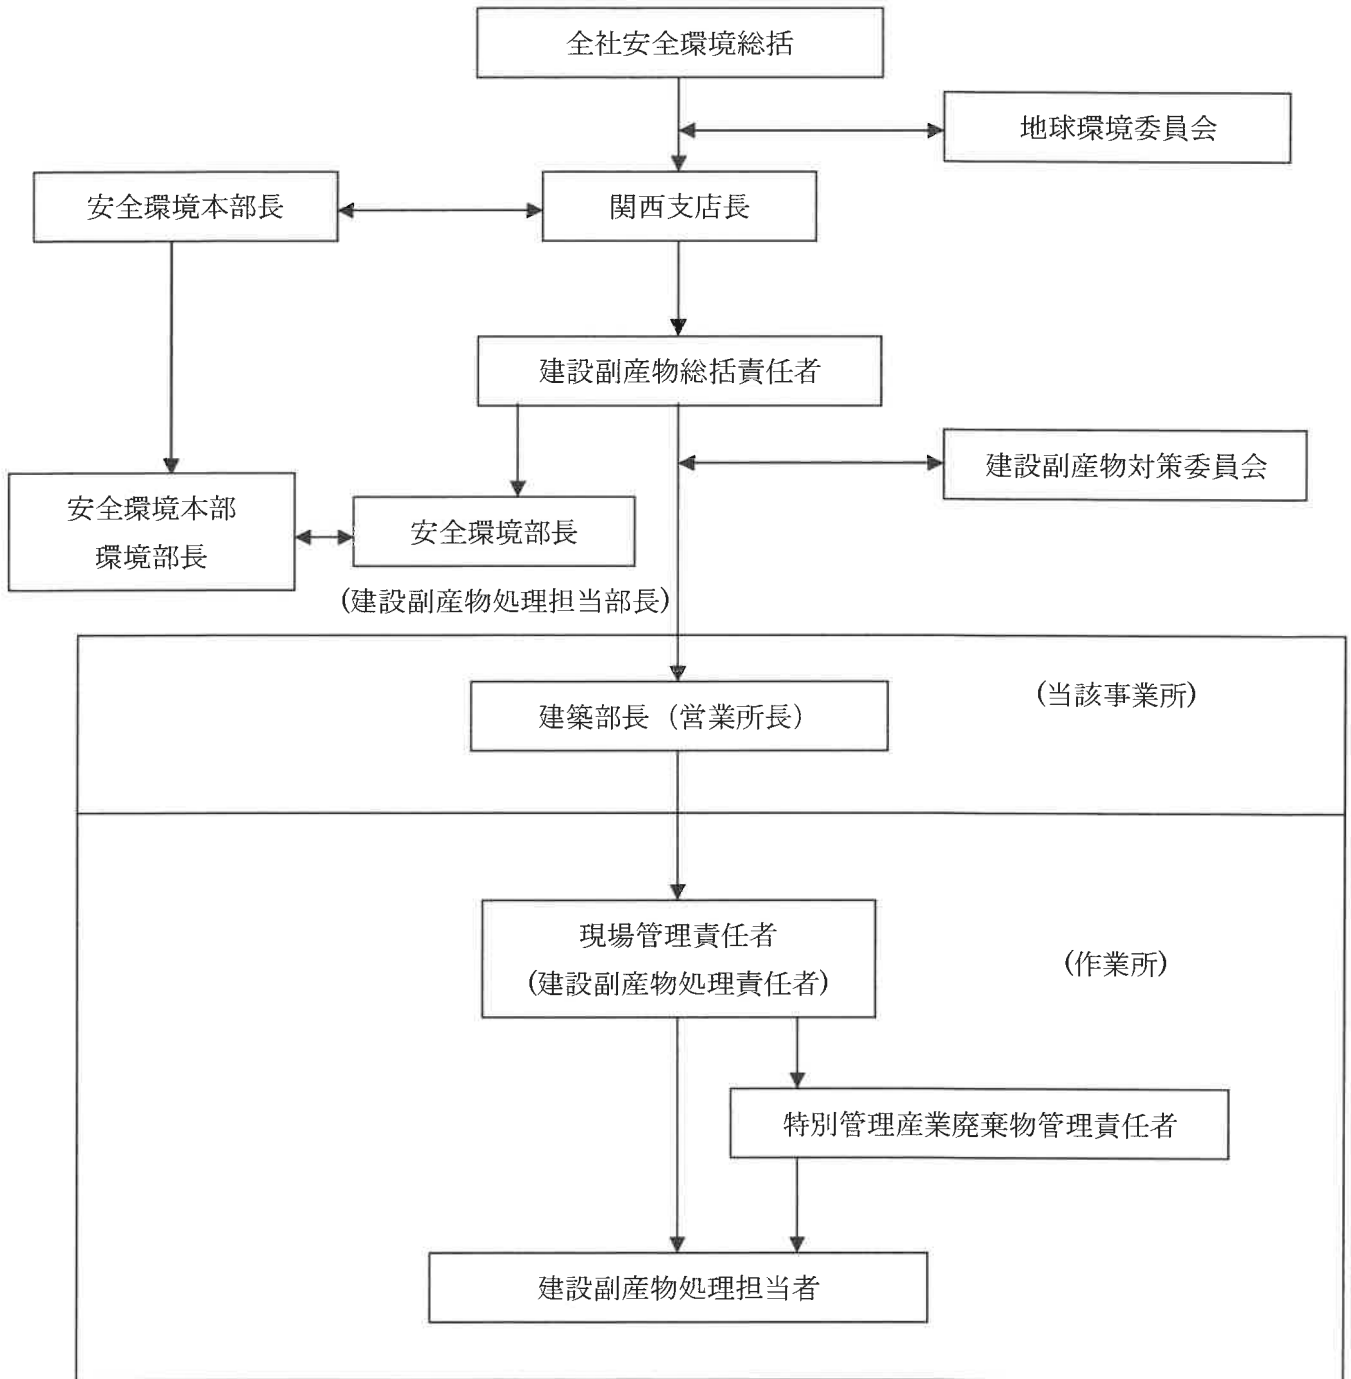 全社安全環境総括
地球環境委員会
安全環境本部長
関西支店長
建設副産物総括責任者
建設副産物対策委員会
安全環境本部
環境部長
安全環境部長
(建設副産物処理担当部長)
(当該事業所)
建築部長（営業所長）
現場管理責任者
(建設副産物処理責任者)
(作業所)
特別管理産業廃棄物管理責任者
建設副産物処理担当者